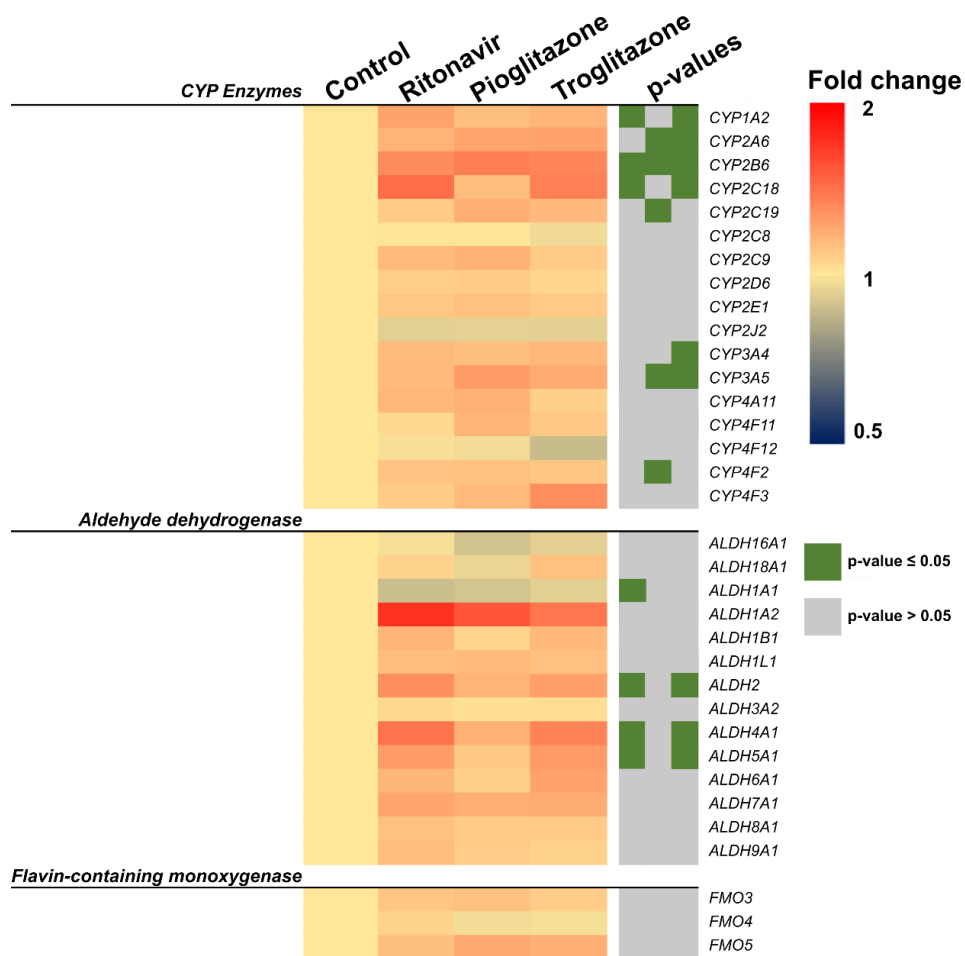 Control
Ritonavir
Pioglitazone
Troglitazone
p-values
CYP Enzymes
CYP1A2
CYP2A6
CYP2B6
CYP2C18
CYP2C19
CYP2C8
CYP2C9
CYP2D6
CYP2E1
CYP2J2
CYP3A4
CYP3A5
CYP4A11
CYP4F11
CYP4F12
CYP4F2
CYP4F3
Aldehyde dehydrogenase
ALDH16A1
ALDH18A1
ALDH1A1
ALDH1A2
ALDH1B1
ALDH1L1
ALDH2
ALDH3A2
ALDH4A1
ALDH5A1
ALDH6A1
ALDH7A1
ALDH8A1
ALDH9A1
Flavin-containing monoxygenase
FMO3
FMO4
FMO5
Fold change
2
1
0.5
p-value ≤ 0.05
p-value > 0.05